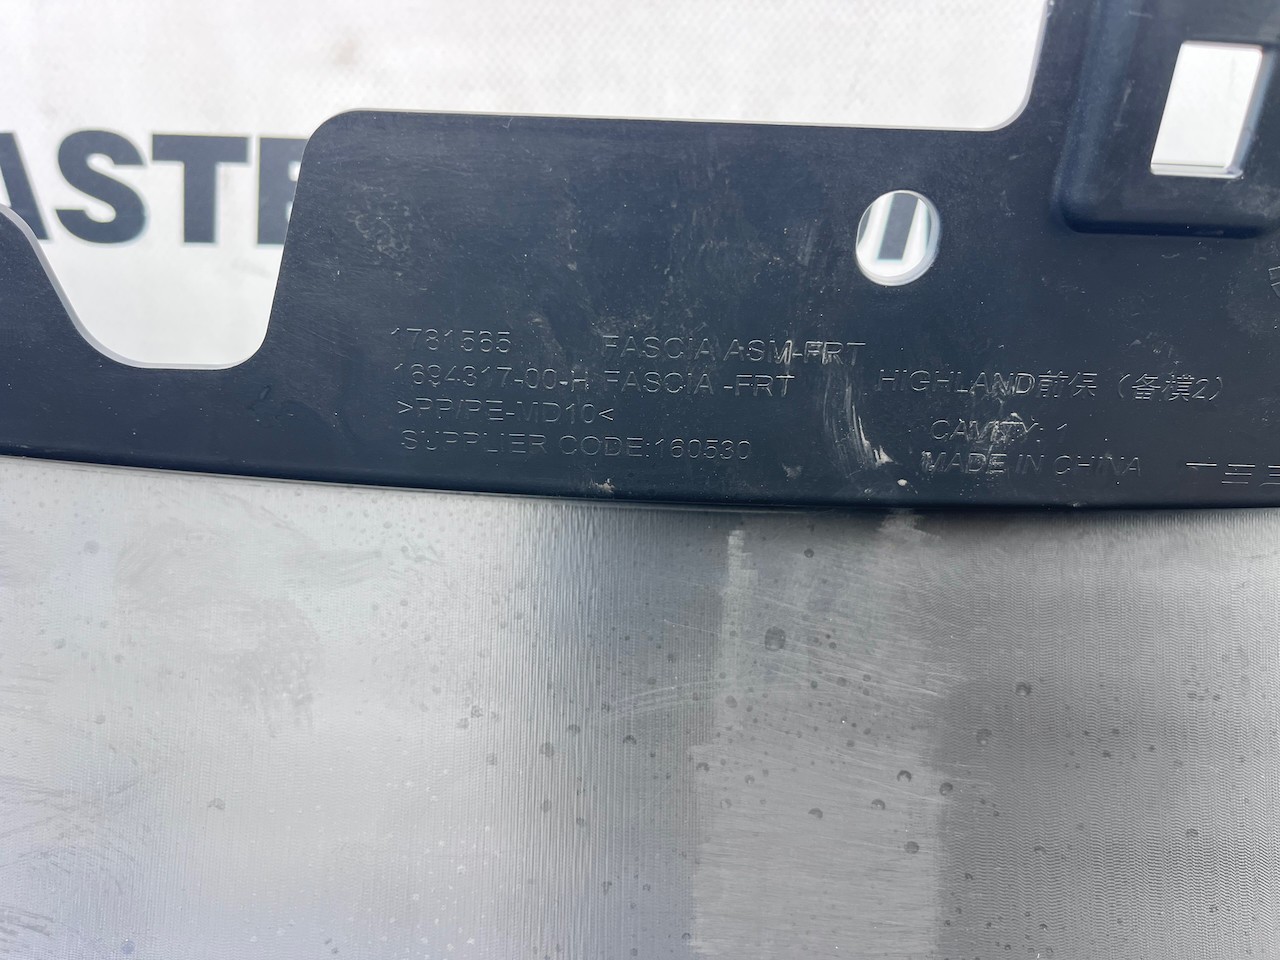 ASTE
1781565 FASCIA ASM-FRT
1694317-00-H FASCIA -FRT HIGHLAND前保（备模2）
>PP/PE-MD10<
CAVITY: 1
SUPPLIER CODE:160530
MADE IN CHINA